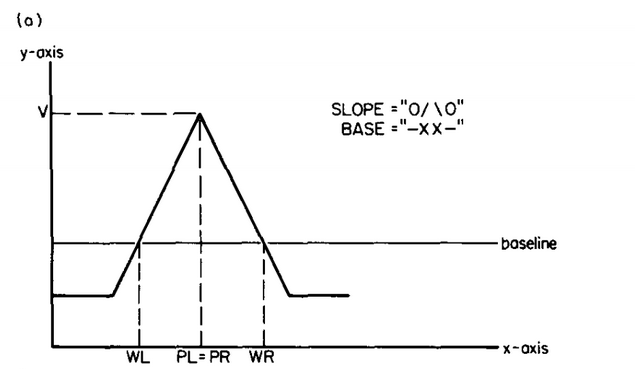 (a)
y-axis
V
SLOPE ="O/\O"
BASE ="-XX-"
baseline
x-axis
WL PL=PR WR